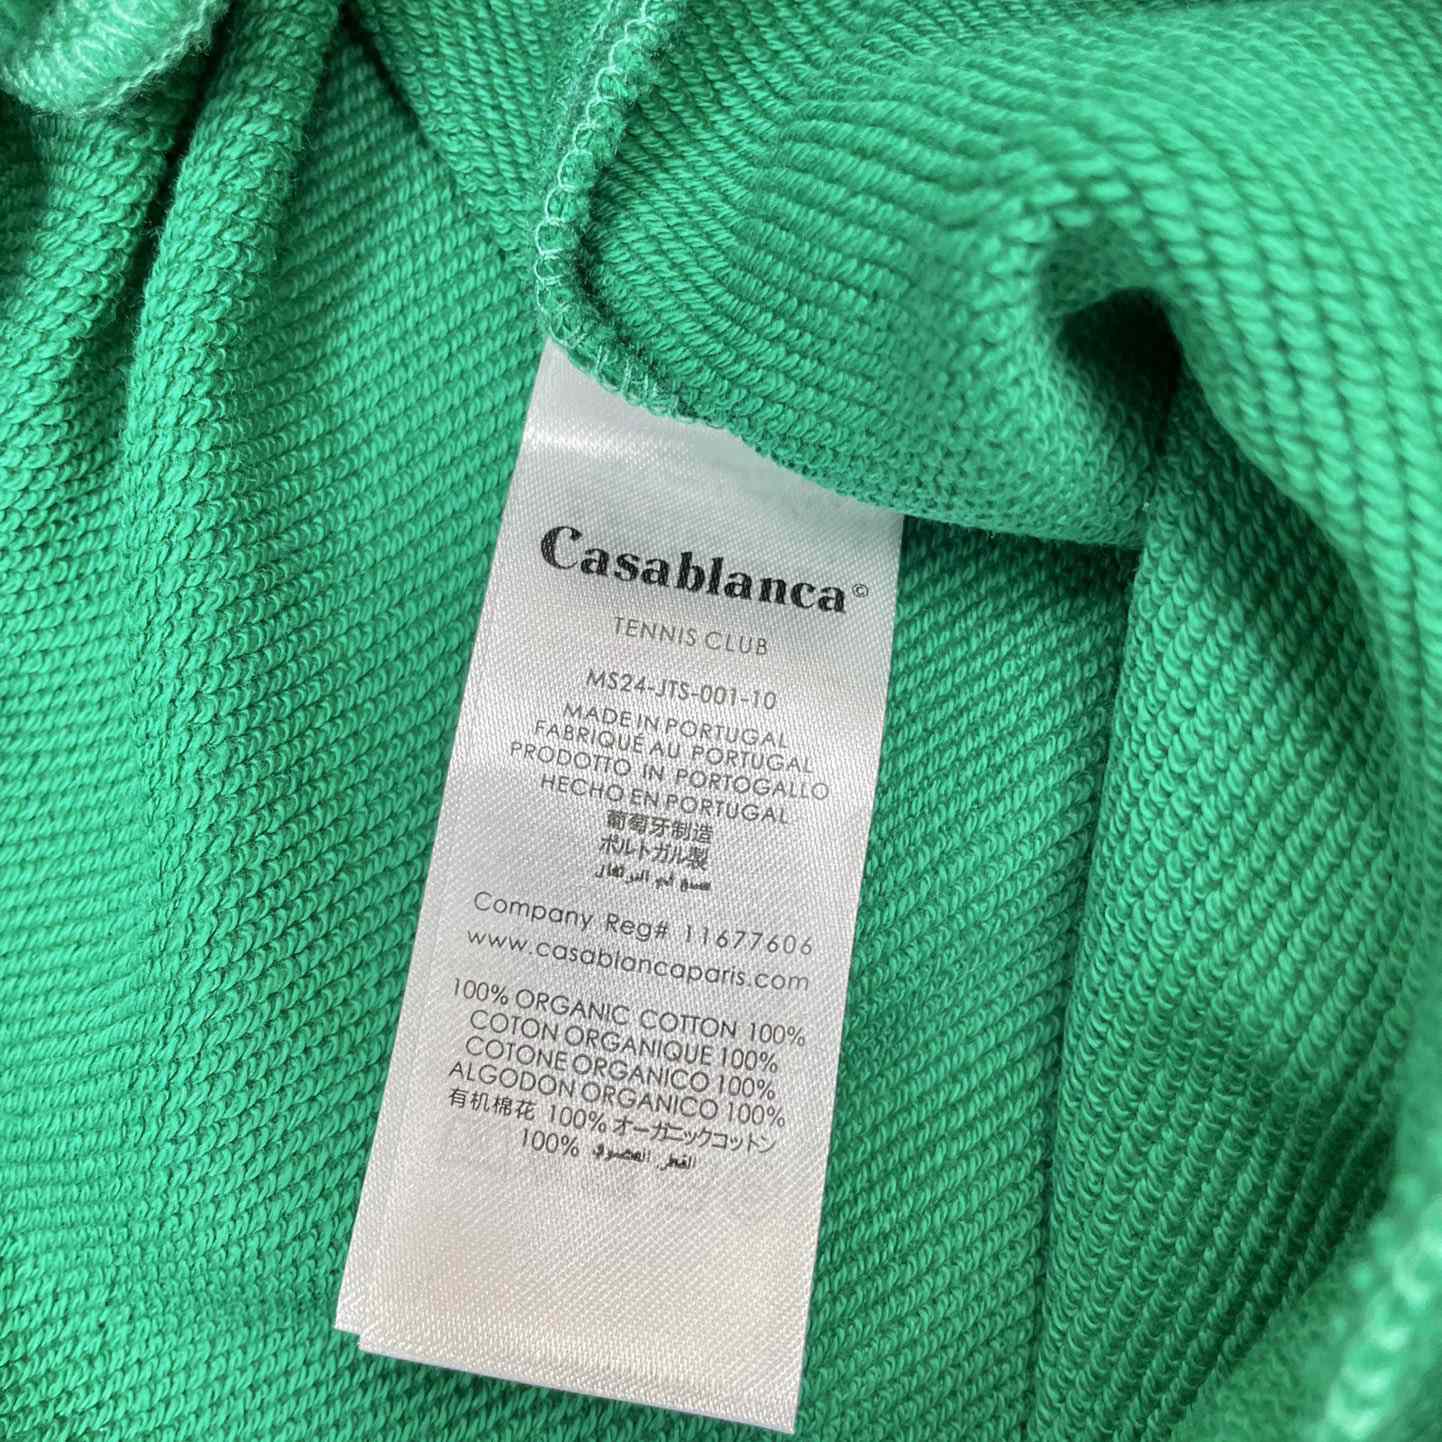 Casablanca©
TENNIS CLUB
MS24-JTS-001-10
MADE IN PORTUGAL
FABRIQUÉ AU PORTUGAL
PRODOTTO IN PORTOGALLO
HECHO EN PORTUGAL
葡萄牙制造
ポルトガル製
Company Reg# 11677606
www.casablancaparis.com
100% ORGANIC COTTON 100%
COTON ORGANIQUE 100%
COTONE ORGANICO 100%
ALGODON ORGANICO 100%
有机棉花 100% オーガニックコットン
100%